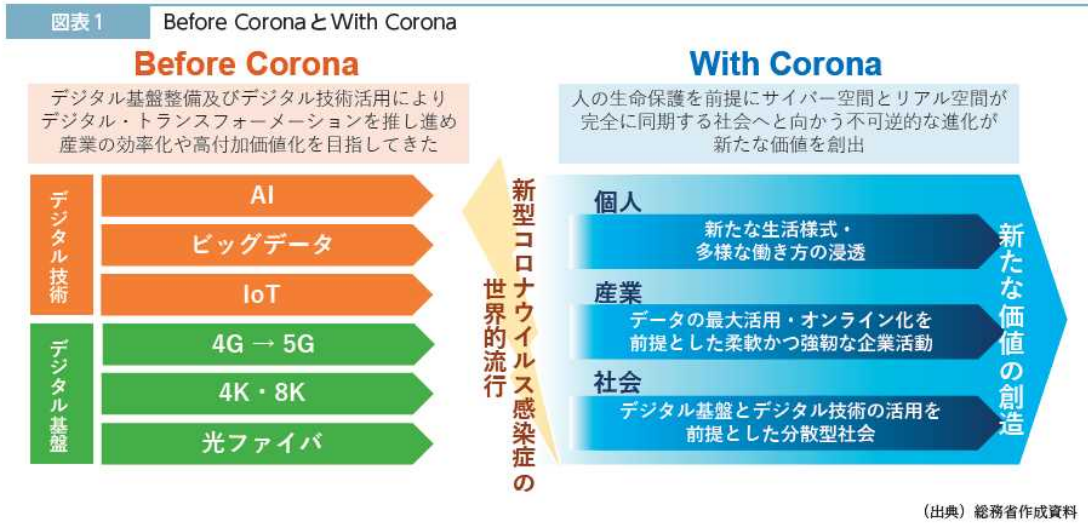 図表1
Before CoronaとWith Corona
Before Corona
デジタル基盤整備及びデジタル技術活用により
デジタル・トランスフォーメーションを推し進め
産業の効率化や高付加価値化を目指してきた
デジタル技術
AI
ビッグデータ
IoT
デジタル基盤
4G → 5G
4K・8K
光ファイバ
新型コロナウイルス感染症の
世界的流行
With Corona
人の生命保護を前提にサイバー空間とリアル空間が
完全に同期する社会へと向かう不可逆的な進化が
新たな価値を創出
個人
新たな生活様式・
多様な働き方の浸透
産業
データの最大活用・オンライン化を
前提とした柔軟かつ強靭な企業活動
社会
デジタル基盤とデジタル技術の活用を
前提とした分散型社会
新たな価値の創造
（出典）総務省作成資料